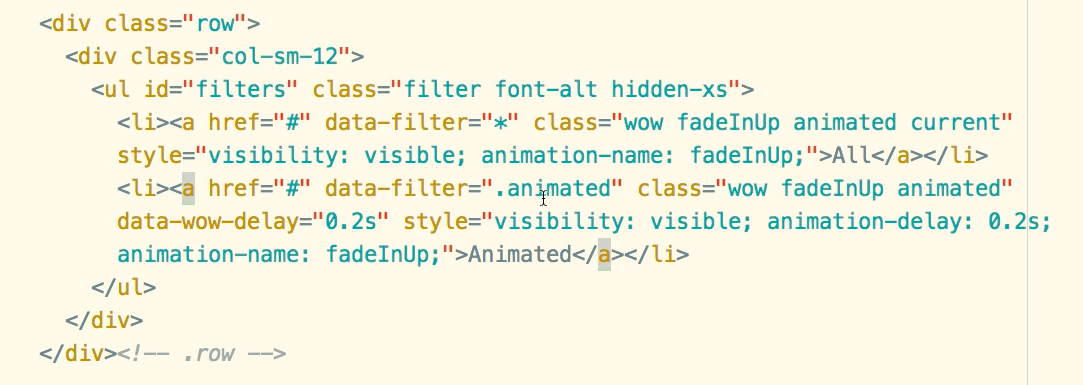 <div class="row">
<div class="col-sm-12">
<ul id="filters" class="filter font-alt hidden-xs">
<li><a href="#" data-filter="*" class="wow fadeInUp animated current"
style="visibility: visible; animation-name: fadeInUp;">All</a></li>
<li><a href="#" data-filter=".animated" class="wow fadeInUp animated"
data-wow-delay="0.2s" style="visibility: visible; animation-delay: 0.2s;
animation-name: fadeInUp;">Animated</a></li>
</ul>
</div>
</div><!-- .row -->